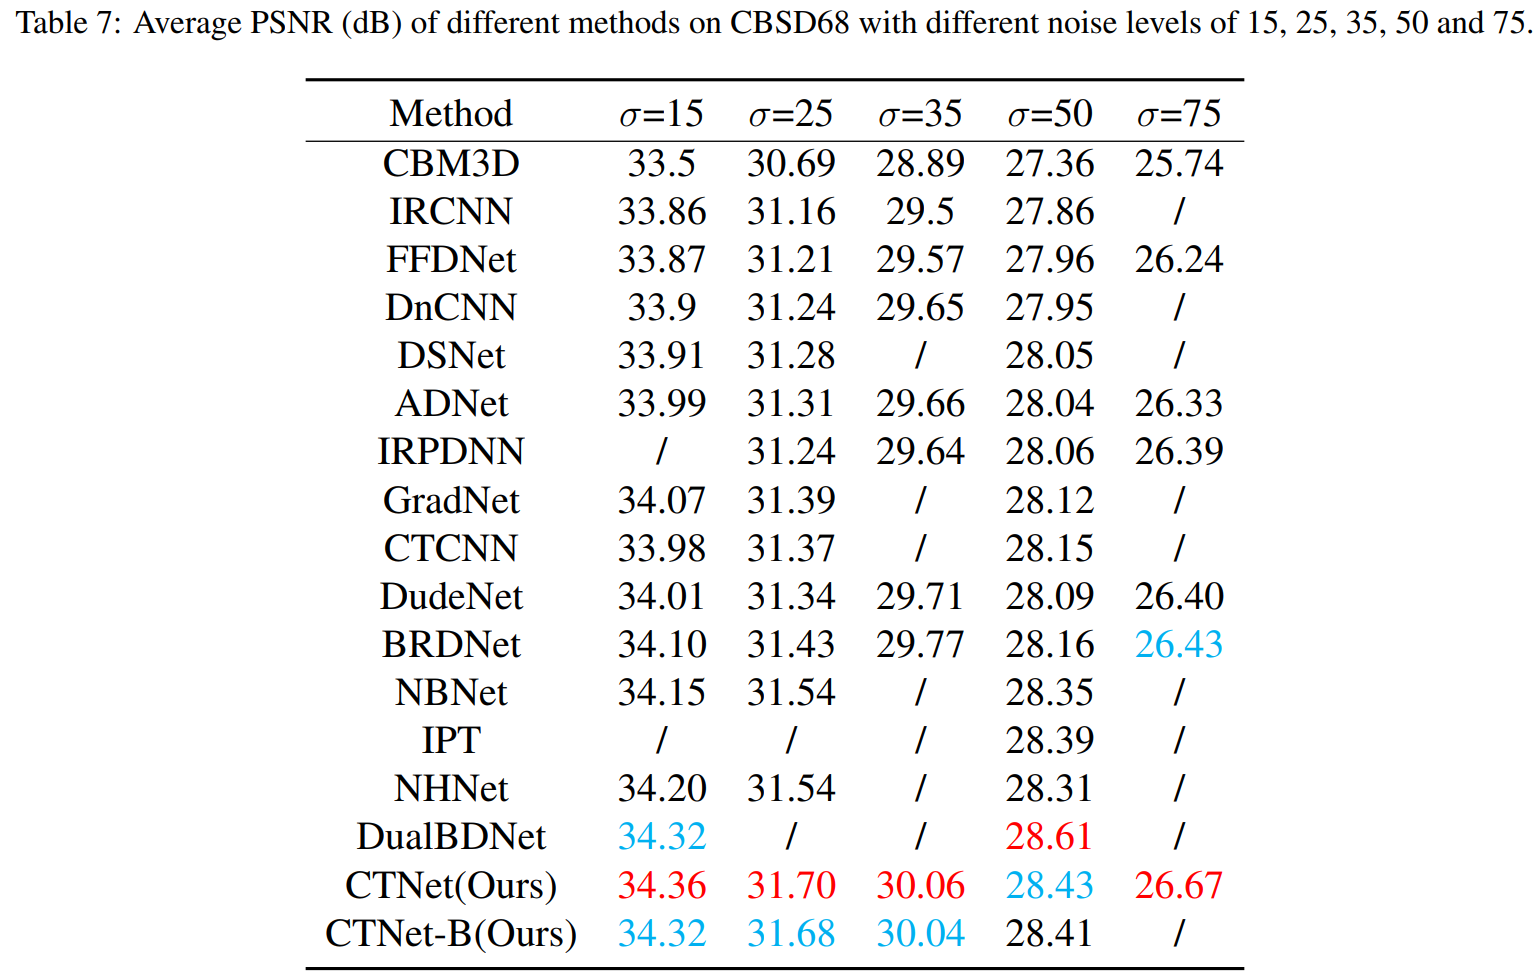 Table 7: Average PSNR (dB) of different methods on CBSD68 with different noise levels of 15, 25, 35, 50 and 75.
Method σ=15 σ=25 σ=35 σ=50 σ=75
CBM3D 33.5 30.69 28.89 27.36 25.74
IRCNN 33.86 31.16 29.5 27.86 /
FFDNet 33.87 31.21 29.57 27.96 26.24
DnCNN 33.9 31.24 29.65 27.95 /
DSNet 33.91 31.28 / 28.05 /
ADNet 33.99 31.31 29.66 28.04 26.33
IRPDNN / 31.24 29.64 28.06 26.39
GradNet 34.07 31.39 / 28.12 /
CTCNN 33.98 31.37 / 28.15 /
DudeNet 34.01 31.34 29.71 28.09 26.40
BRDNet 34.10 31.43 29.77 28.16 26.43
NBNet 34.15 31.54 / 28.35 /
IPT / / / 28.39 /
NHNet 34.20 31.54 / 28.31 /
DualBDNet 34.32 / / 28.61 /
CTNet(Ours) 34.36 31.70 30.06 28.43 26.67
CTNet-B(Ours) 34.32 31.68 30.04 28.41 /